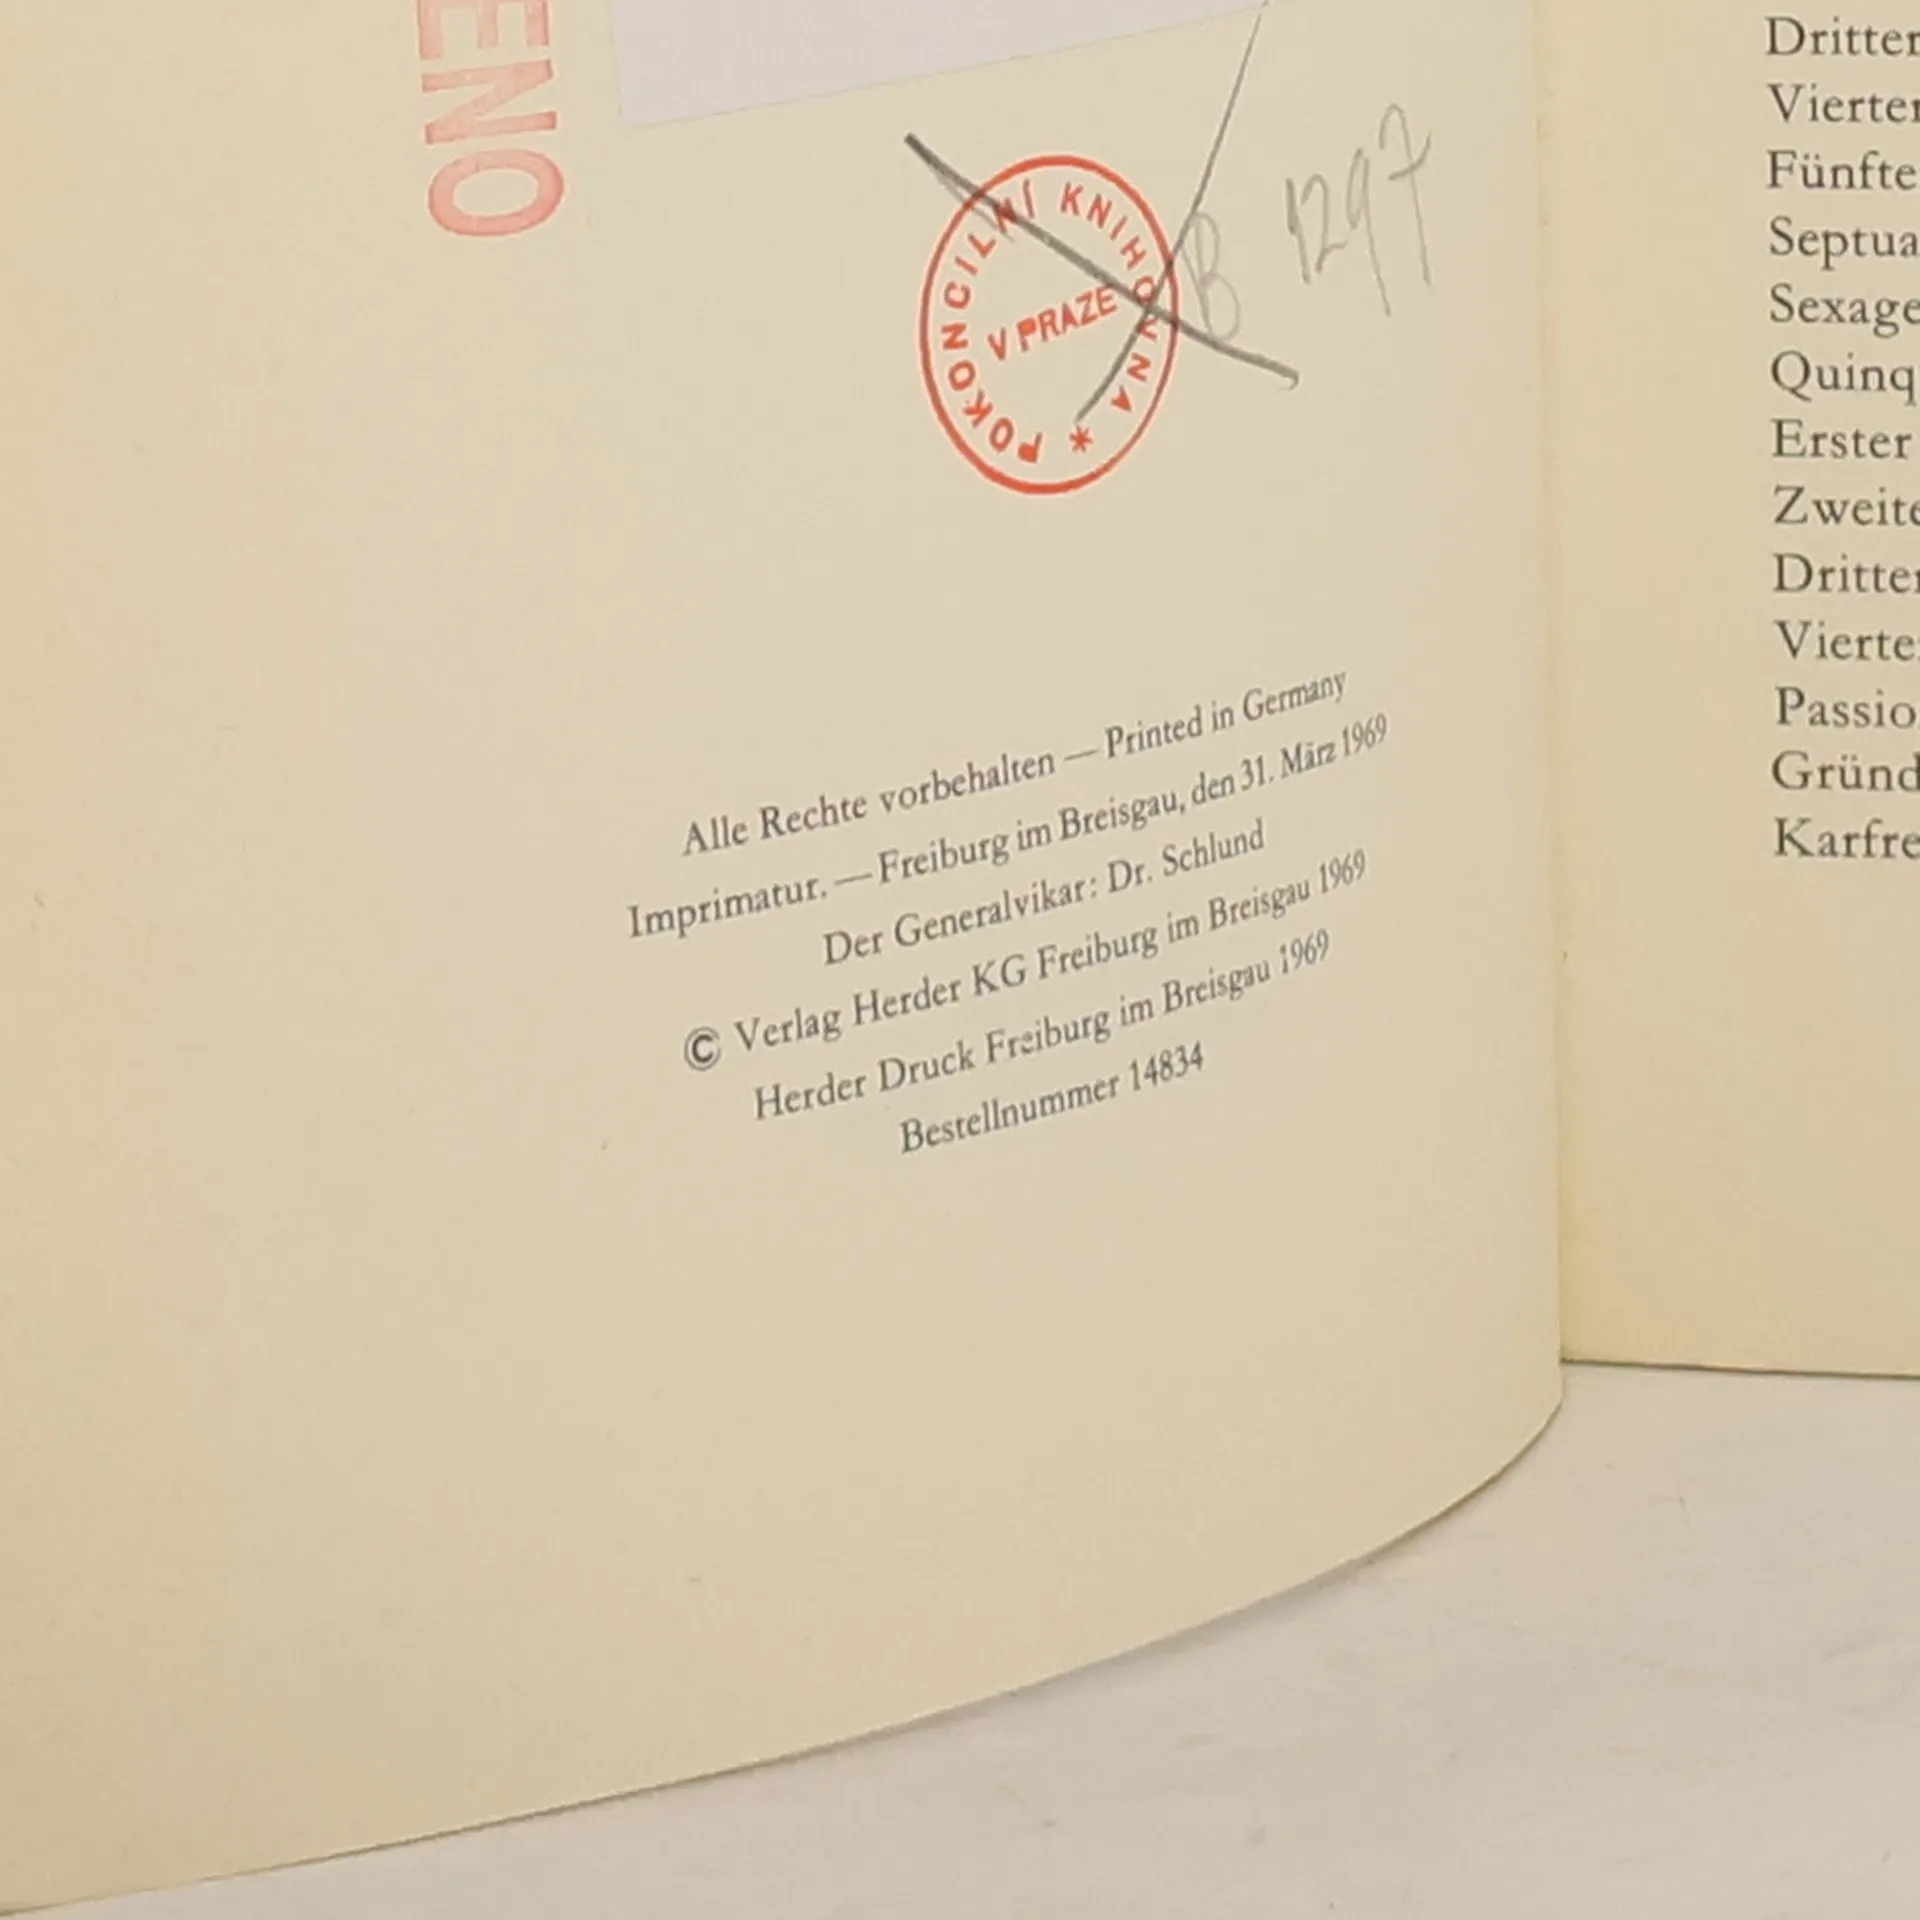 ENO
POKONCILNÍ KNIHOVNA *
V PRAZE
B 1297
Alle Rechte vorbehalten — Printed in Germany
Imprimatur. — Freiburg im Breisgau, den 31. März 1969
Der Generalvikar: Dr. Schlund
© Verlag Herder KG Freiburg im Breisgau 1969
Herder Druck Freiburg im Breisgau 1969
Bestellnummer 14834
Dritter
Vierter
Fünfte
Septua
Sexage
Quinq
Erster
Zweite
Dritter
Vierte
Passio
Gründ
Karfre